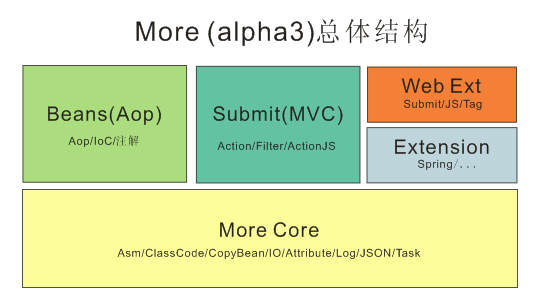 More (alpha3)总体结构
Beans(Aop)
Aop/IoC/注解
Submit(MVC)
Action/Filter/ActionJS
Web Ext
Submit/JS/Tag
Extension
Spring/...
More Core
Asm/ClassCode/CopyBean/IO/Attribute/Log/JSON/Task